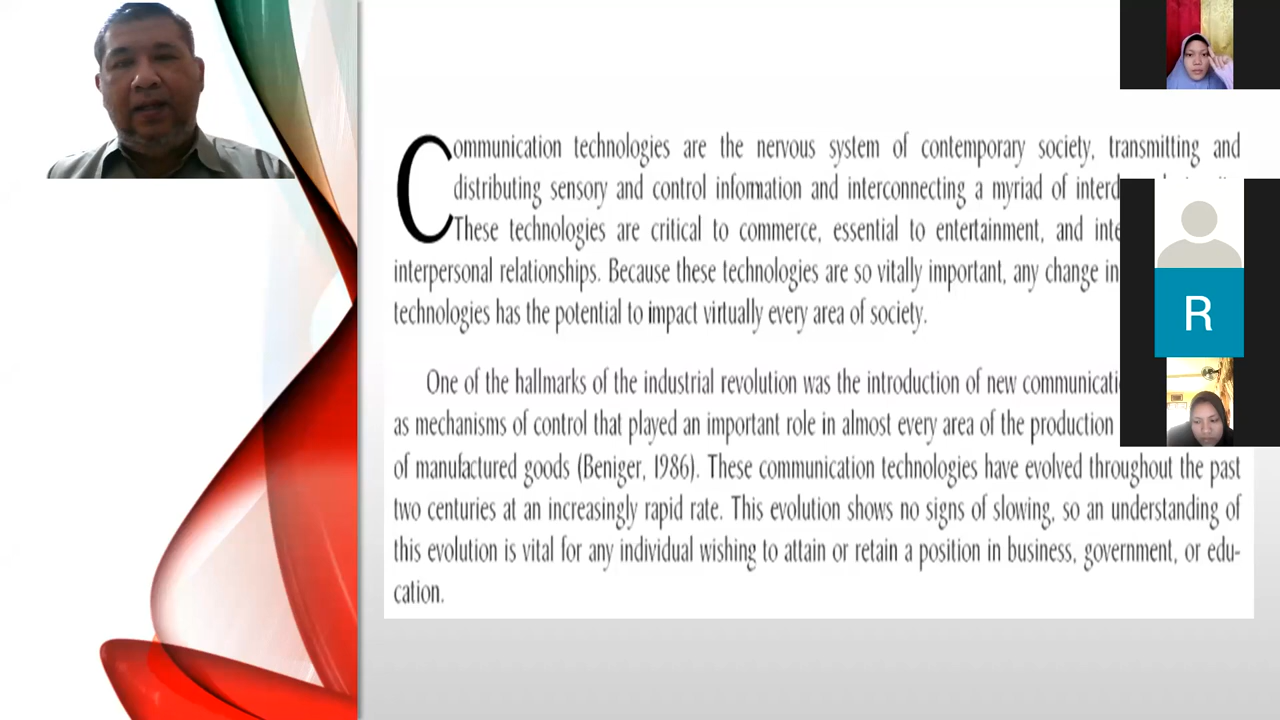 Communication technologies are the nervous system of contemporary society, transmitting and
distributing sensory and control information and interconnecting a myriad of
These technologies are critical to commerce, essential to entertainment, and
interpersonal relationships. Because these technologies are so vitally important, any change in
technologies has the potential to impact virtually every area of society.
One of the hallmarks of the industrial revolution was the introduction of new
as mechanisms of control that played an important role in almost every area of the production
of manufactured goods (Beniger, 1986). These communication technologies have evolved throughout the past
two centuries at an increasingly rapid rate. This evolution shows no signs of slowing, so an understanding of
this evolution is vital for any individual wishing to attain or retain a position in business, government, or edu-
cation.
R